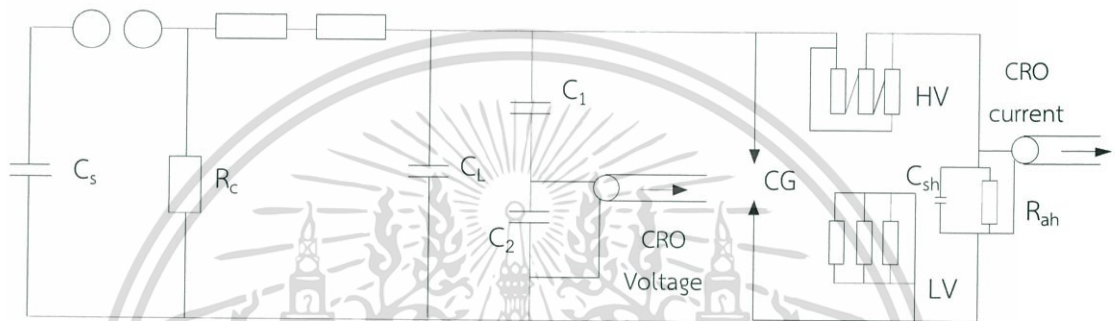 Cs
Rc
CL
C1
C2
CRO
Voltage
CG
HV
LV
CRO
current
Csh
Rah